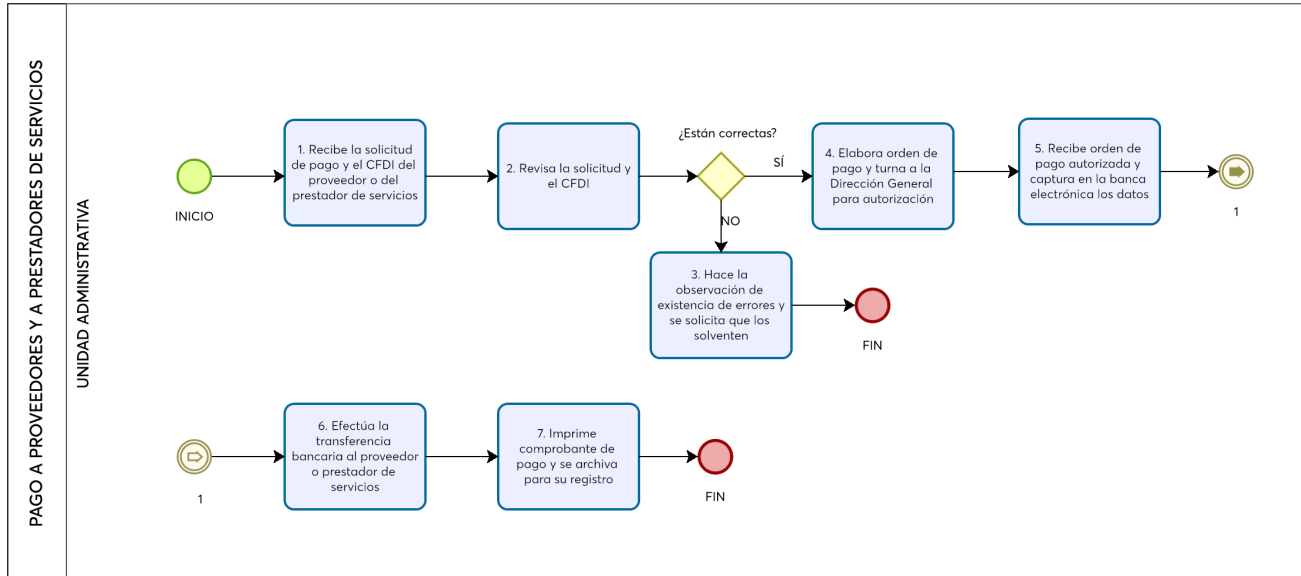 PAGO A PROVEEDORES Y A PRESTADORES DE SERVICIOS
UNIDAD ADMINISTRATIVA
INICIO
1. Recibe la solicitud
de pago y el CFDI del
proveedor o del
prestador de servicios
2. Revisa la solicitud y
el CFDI
¿Están correctas?
SÍ
NO
3. Hace la
observación de
existencia de errores y
se solicita que los
solventen
FIN
4. Elabora orden de
pago y turna a la
Dirección General
para autorización
5. Recibe orden de
pago autorizada y
captura en la banca
electrónica los datos
1
1
6. Efectúa la
transferencia
bancaria al proveedor
o prestador de
servicios
7. Imprime
comprobante de
pago y se archiva
para su registro
FIN